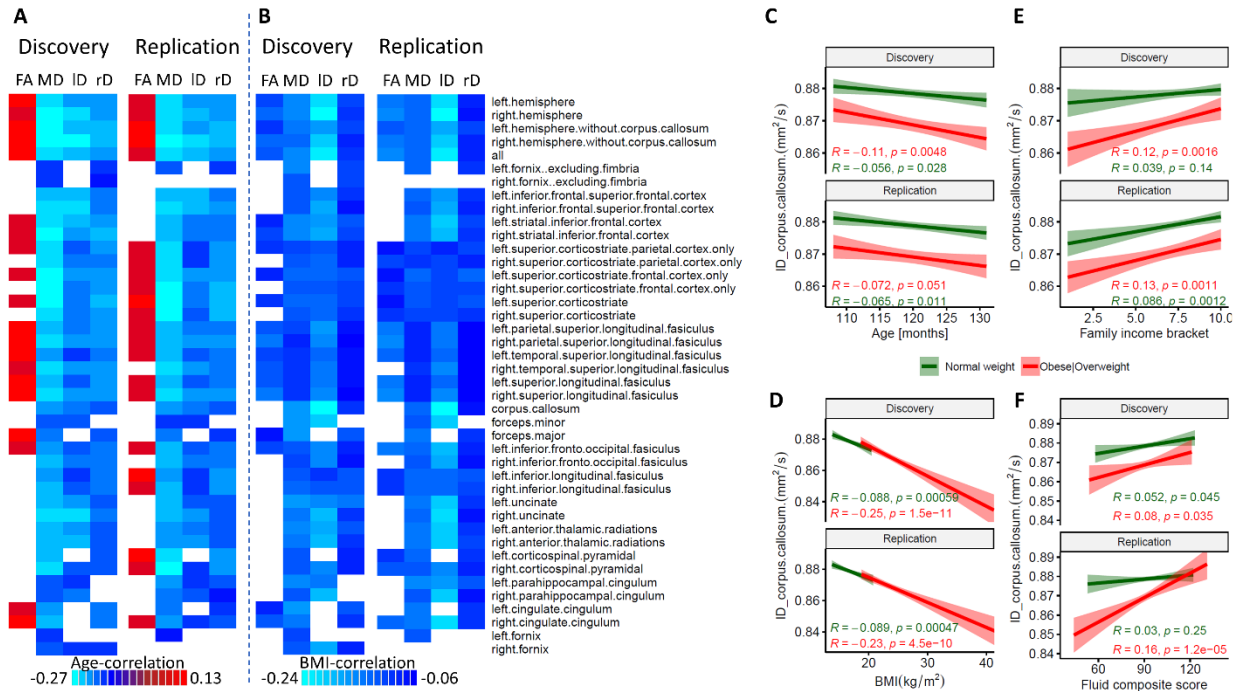 A
B
Discovery Replication
Discovery Replication
FA MD lD rD FA MD lD rD
FA MD lD rD FA MD lD rD
left.hemisphere
right.hemisphere
left.hemisphere.without.corpus.callosum
right.hemisphere.without.corpus.callosum
all
left.fornix..excluding.fimbria
right.fornix..excluding.fimbria
left.inferior.frontal.superior.frontal.cortex
right.inferior.frontal.superior.frontal.cortex
left.striatal.inferior.frontal.cortex
right.striatal.inferior.frontal.cortex
left.superior.corticostriate.parietal.cortex.only
right.superior.corticostriate.parietal.cortex.only
left.superior.corticostriate.frontal.cortex.only
right.superior.corticostriate.frontal.cortex.only
left.superior.corticostriate
right.superior.corticostriate
left.parietal.superior.longitudinal.fasiculus
right.parietal.superior.longitudinal.fasiculus
left.temporal.superior.longitudinal.fasiculus
right.temporal.superior.longitudinal.fasiculus
left.superior.longitudinal.fasiculus
right.superior.longitudinal.fasiculus
corpus.callosum
forceps.minor
forceps.major
left.inferior.fronto.occipital.fasiculus
right.inferior.fronto.occipital.fasiculus
left.inferior.longitudinal.fasiculus
right.inferior.longitudinal.fasiculus
left.uncinate
right.uncinate
left.anterior.thalamic.radiations
right.anterior.thalamic.radiations
left.corticospinal.pyramidal
right.corticospinal.pyramidal
left.parahippocampal.cingulum
right.parahippocampal.cingulum
left.cingulate.cingulum
right.cingulate.cingulum
left.fornix
right.fornix
Age-correlation
-0.27 0.13
BMI-correlation
-0.24 -0.06
C
Discovery
0.88
0.87
0.86
R = −0.11, p = 0.0048
R = −0.056, p = 0.028
Replication
0.88
0.87
0.86
R = −0.072, p = 0.051
R = −0.065, p = 0.011
lD_corpus.callosum.(mm²/s)
110 120 130
Age [months]
E
Discovery
0.88
0.87
0.86
R = 0.12, p = 0.0016
R = 0.039, p = 0.14
Replication
0.88
0.87
0.86
R = 0.13, p = 0.0011
R = 0.086, p = 0.0012
lD_corpus.callosum.(mm²/s)
2.5 5.0 7.5 10.0
Family income bracket
Normal weight Obese|Overweight
D
Discovery
0.88
0.86
0.84
R = −0.088, p = 0.00059
R = −0.25, p = 1.5e−11
Replication
0.88
0.86
0.84
R = −0.089, p = 0.00047
R = −0.23, p = 4.5e−10
lD_corpus.callosum.(mm²/s)
20 30 40
BMI(kg/m²)
F
Discovery
0.89
0.88
0.87
0.86
0.85
0.84
R = 0.052, p = 0.045
R = 0.08, p = 0.035
Replication
0.89
0.88
0.87
0.86
0.85
0.84
R = 0.03, p = 0.25
R = 0.16, p = 1.2e−05
lD_corpus.callosum.(mm²/s)
60 90 120
Fluid composite score